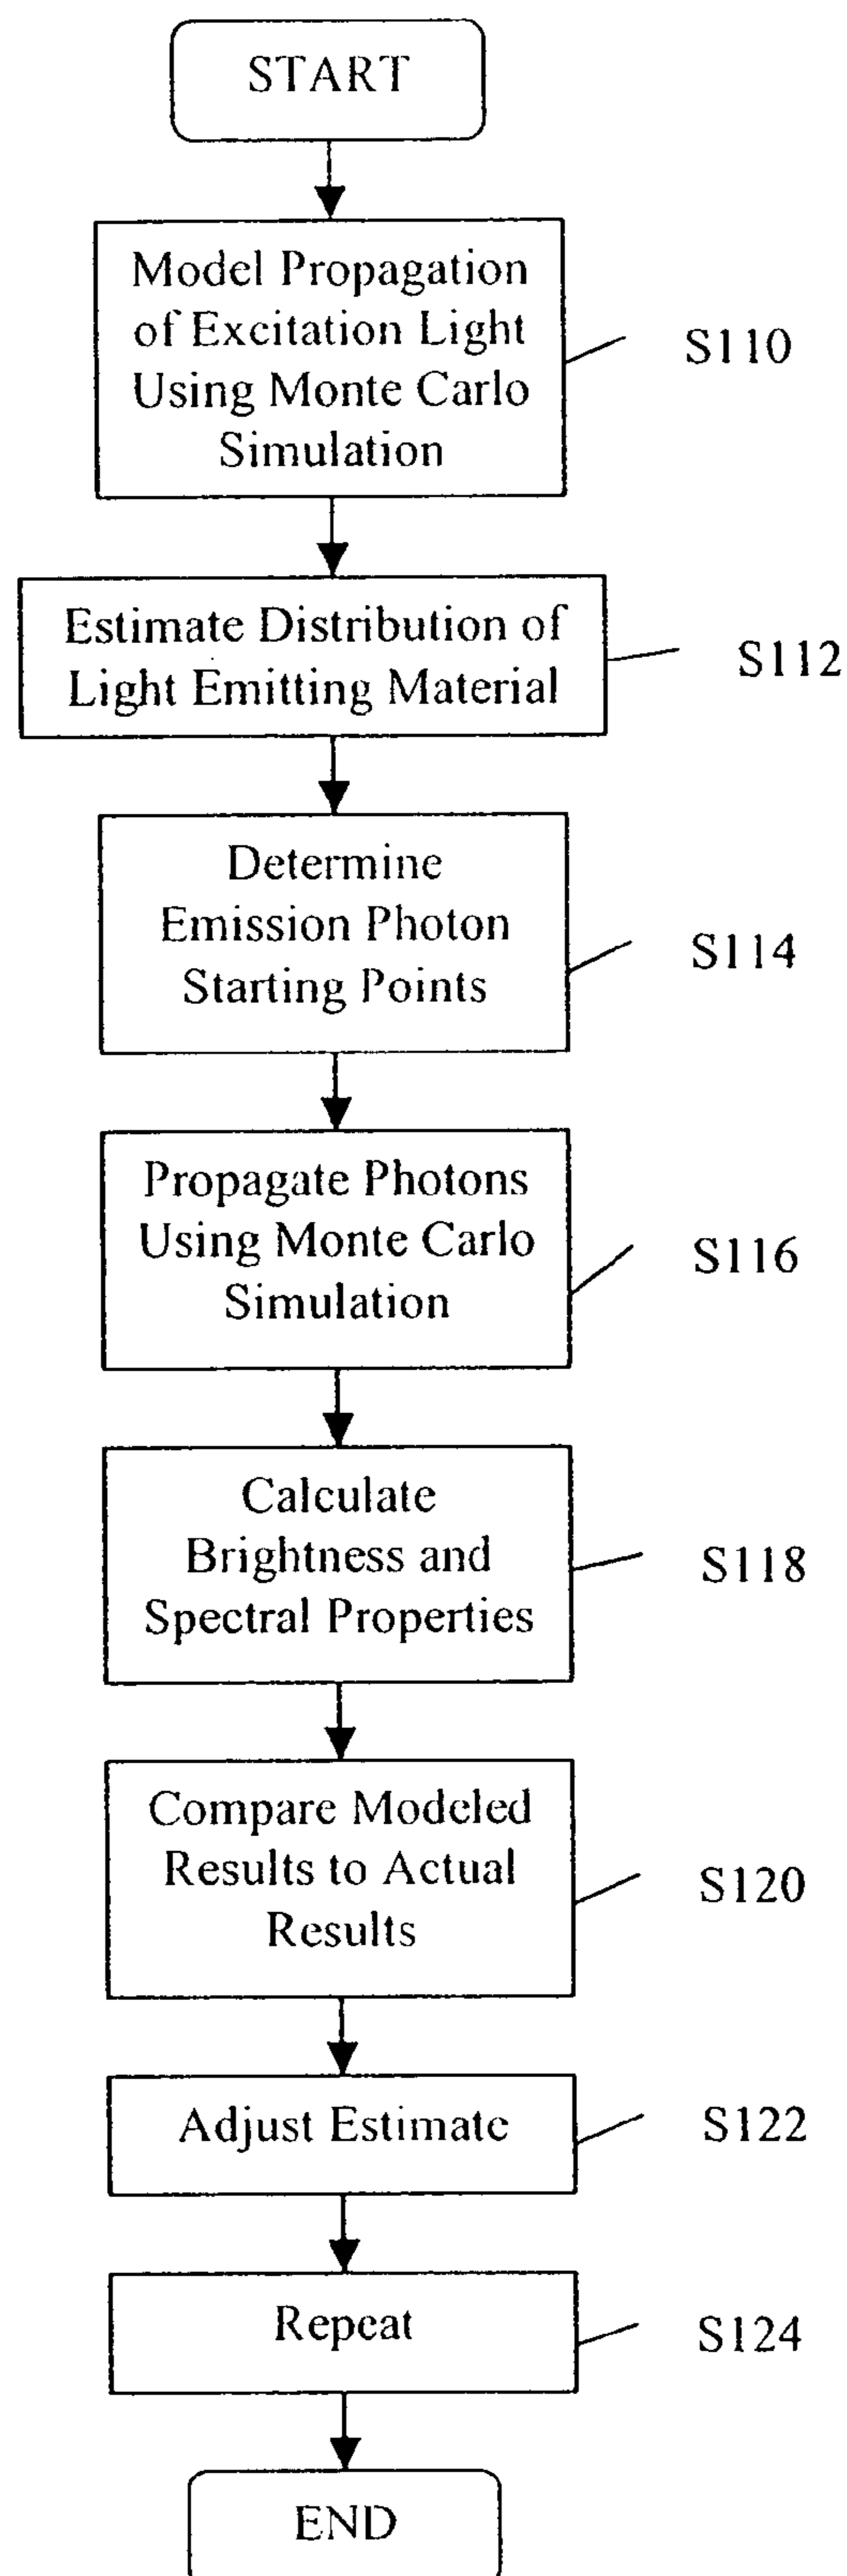 START
Model Propagation
of Excitation Light
Using Monte Carlo
Simulation
S110
Estimate Distribution of
Light Emitting Material
S112
Determine
Emission Photon
Starting Points
S114
Propagate Photons
Using Monte Carlo
Simulation
S116
Calculate
Brightness and
Spectral Properties
S118
Compare Modeled
Results to Actual
Results
S120
Adjust Estimate
S122
Repeat
S124
END